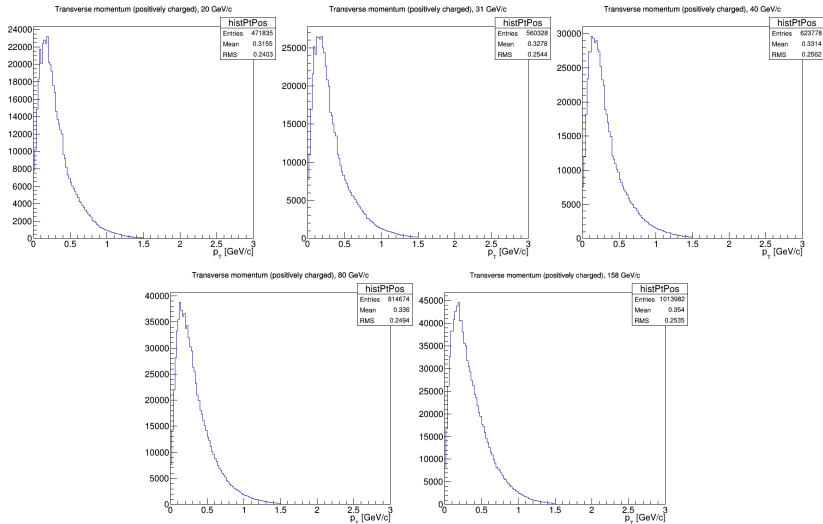 Transverse momentum (positively charged), 20 GeV/c
histPtPos
Entries 471835
Mean 0.3155
RMS 0.2403
24000
22000
20000
18000
16000
14000
12000
10000
8000
6000
4000
2000
0
0 0.5 1 1.5 2 2.5 3
p_T [GeV/c]
Transverse momentum (positively charged), 31 GeV/c
histPtPos
Entries 560328
Mean 0.3278
RMS 0.2544
25000
20000
15000
10000
5000
0
0 0.5 1 1.5 2 2.5 3
p_T [GeV/c]
Transverse momentum (positively charged), 40 GeV/c
histPtPos
Entries 623778
Mean 0.3314
RMS 0.2562
30000
25000
20000
15000
10000
5000
0
0 0.5 1 1.5 2 2.5 3
p_T [GeV/c]
Transverse momentum (positively charged), 80 GeV/c
histPtPos
Entries 814674
Mean 0.336
RMS 0.2494
40000
35000
30000
25000
20000
15000
10000
5000
0
0 0.5 1 1.5 2 2.5 3
p_T [GeV/c]
Transverse momentum (positively charged), 158 GeV/c
histPtPos
Entries 1013982
Mean 0.354
RMS 0.2535
45000
40000
35000
30000
25000
20000
15000
10000
5000
0
0 0.5 1 1.5 2 2.5 3
p_T [GeV/c]